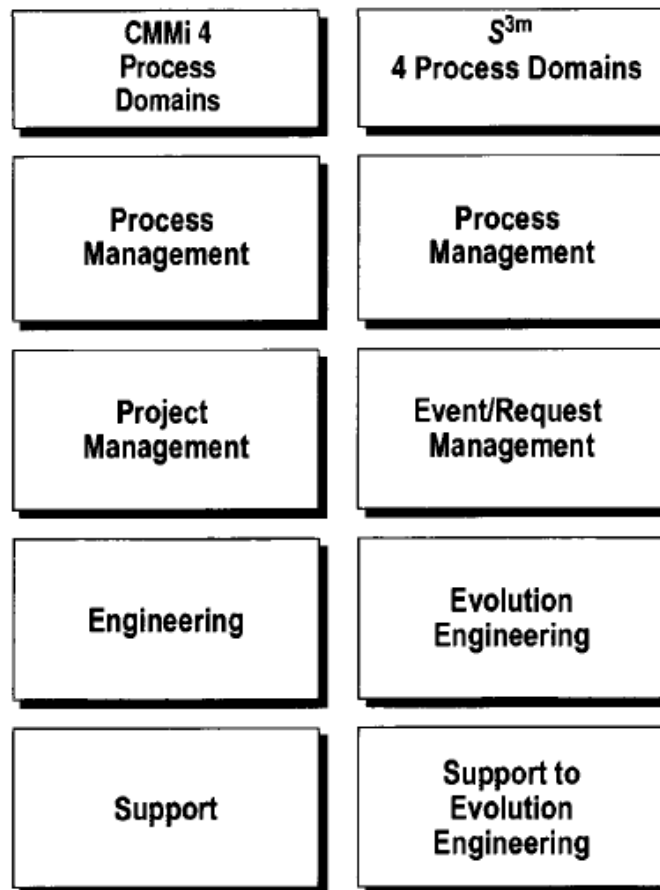 CMMi 4
Process
Domains
S3m
4 Process Domains
Process
Management
Process
Management
Project
Management
Event/Request
Management
Engineering
Evolution
Engineering
Support
Support to
Evolution
Engineering